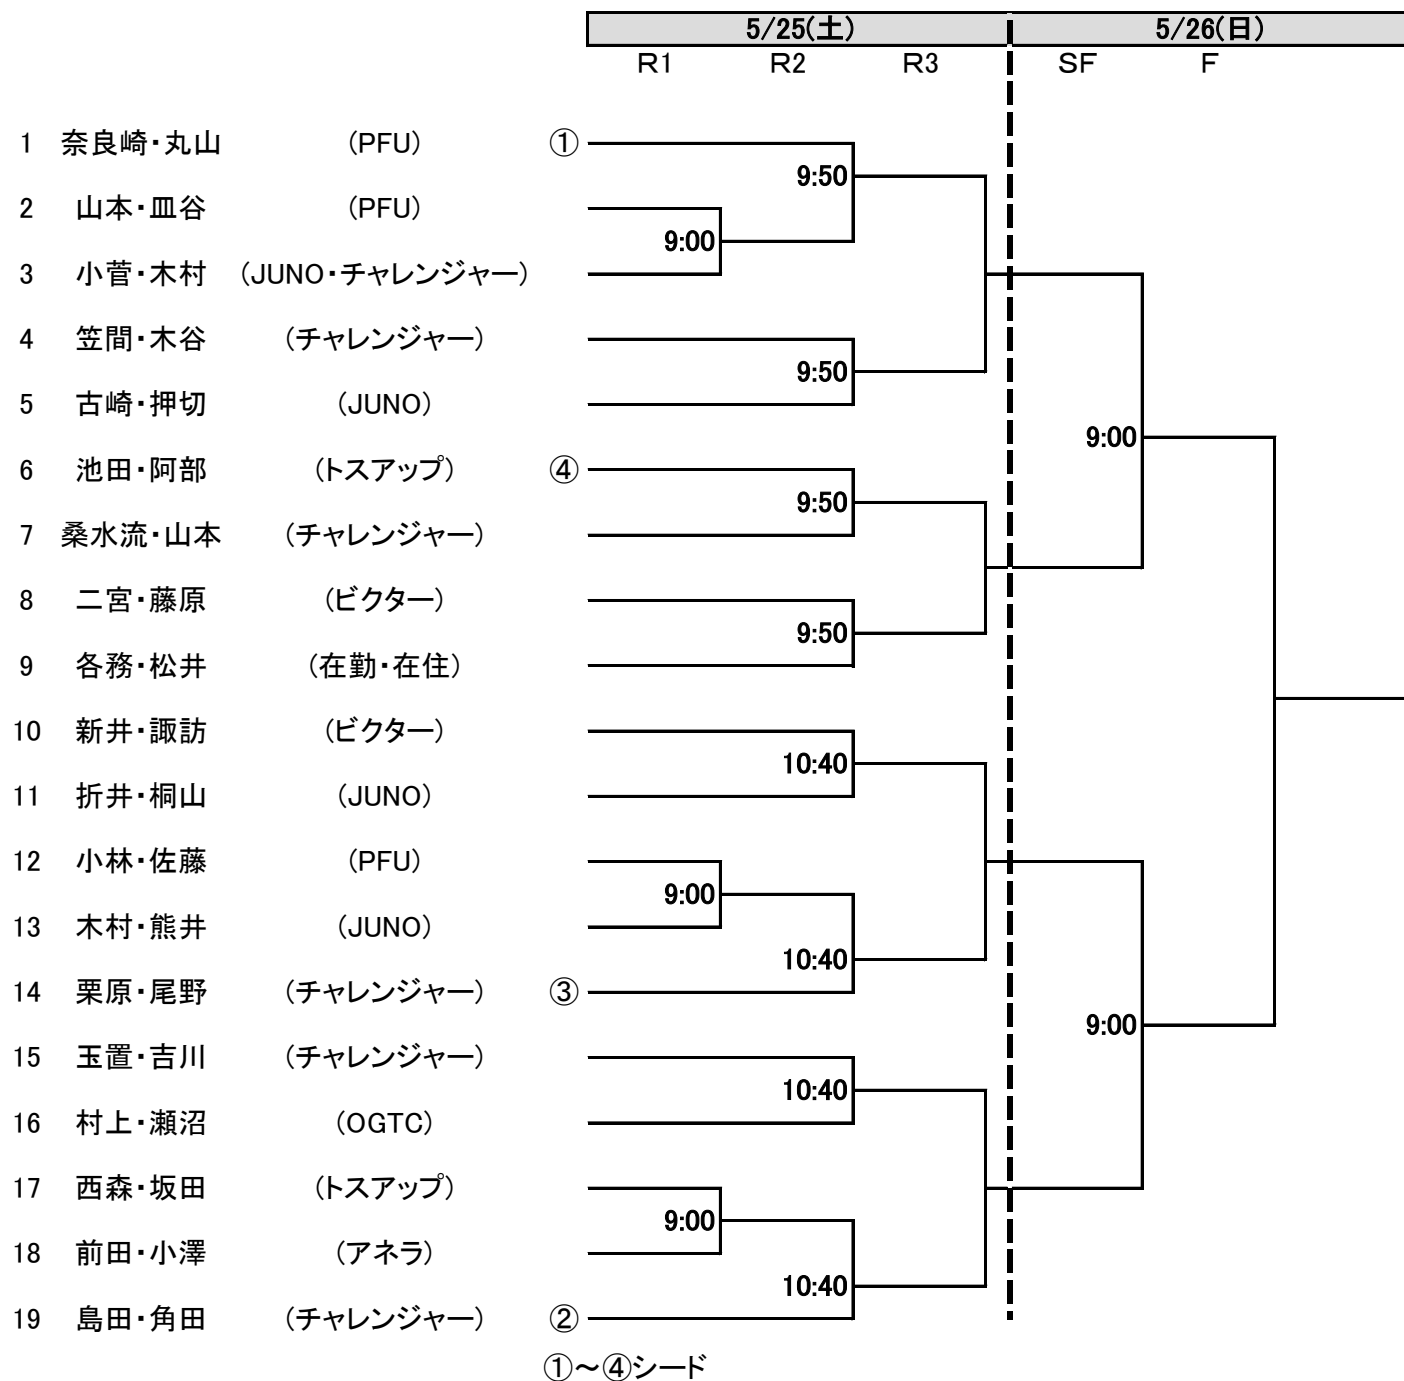 5/25(土) 5/26(日)
R1 R2 R3 SF F
1 奈良崎・丸山 (PFU) ①
9:50
2 山本・皿谷 (PFU)
9:00
3 小菅・木村 (JUNO・チャレンジャー)
4 笠間・木谷 (チャレンジャー)
9:50
5 古崎・押切 (JUNO)
9:00
6 池田・阿部 (トスアップ) ④
9:50
7 桑水流・山本 (チャレンジャー)
8 二宮・藤原 (ビクター)
9:50
9 各務・松井 (在勤・在住)
10 新井・諏訪 (ビクター)
10:40
11 折井・桐山 (JUNO)
12 小林・佐藤 (PFU)
9:00
13 木村・熊井 (JUNO)
10:40
14 栗原・尾野 (チャレンジャー) ③
9:00
15 玉置・吉川 (チャレンジャー)
10:40
16 村上・瀬沼 (OGTC)
17 西森・坂田 (トスアップ)
9:00
18 前田・小澤 (アネラ)
10:40
19 島田・角田 (チャレンジャー) ②
①～④シード